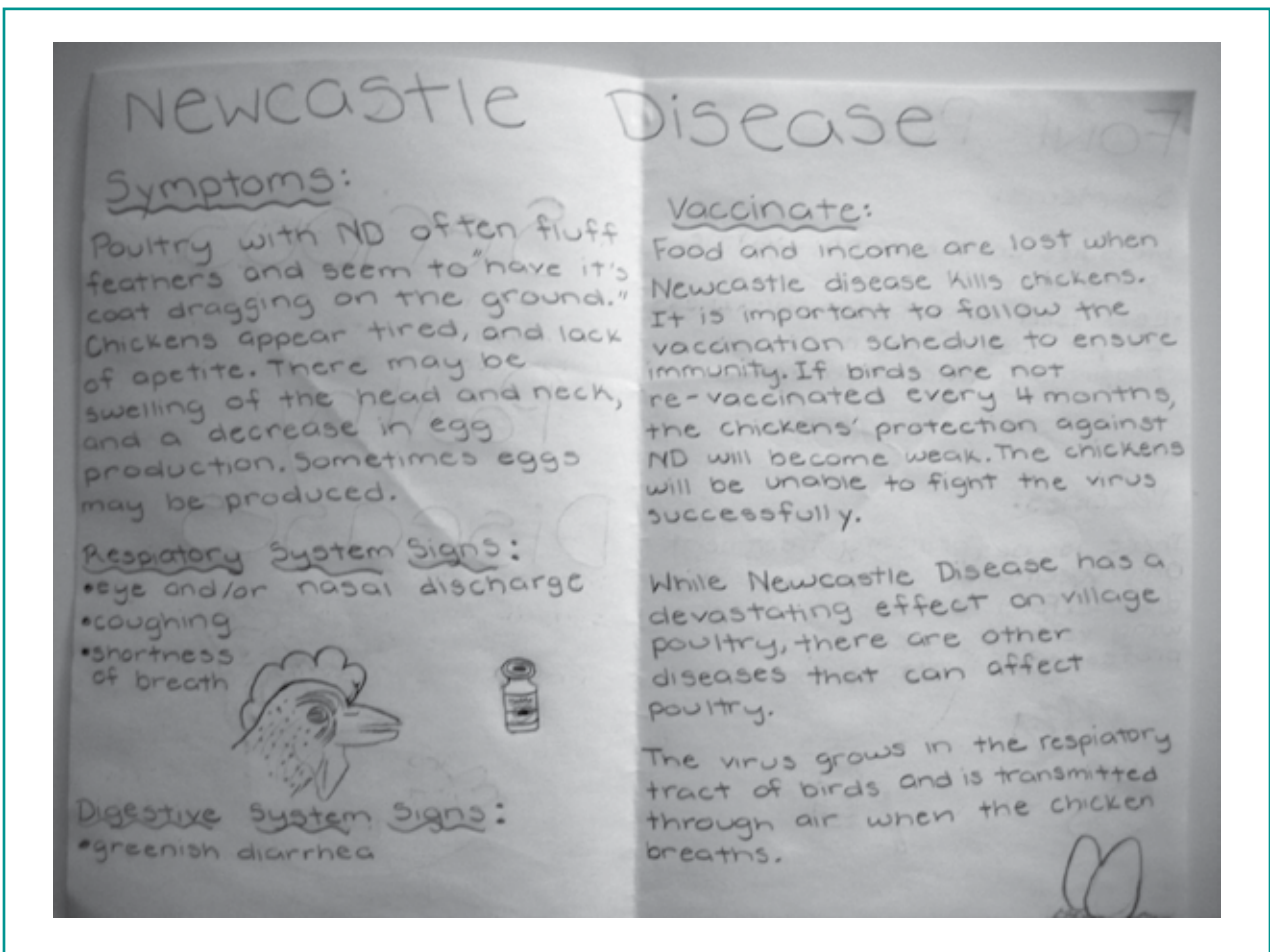 Newcastle Disease
Symptoms:
Poultry with ND often fluff
feathers and seem to "have it's
coat dragging on the ground."
Chickens appear tired, and lack
of apetite. There may be
swelling of the head and neck,
and a decrease in egg
production. Sometimes eggs
may be produced.
Respiatory System Signs:
•eye and/or nasal discharge
•coughing
•shortness
of breath
Digestive System Signs:
•greenish diarrhea
Vaccinate:
Food and income are lost when
Newcastle disease kills chickens.
It is important to follow the
vaccination schedule to ensure
immunity. If birds are not
re-vaccinated every 4 months,
the chickens' protection against
ND will become weak. The chickens
will be unable to fight the virus
successfully.
While Newcastle Disease has a
devastating effect on village
poultry, there are other
diseases that can affect
poultry.
The virus grows in the respiatory
tract of birds and is transmitted
through air when the chicken
breaths.